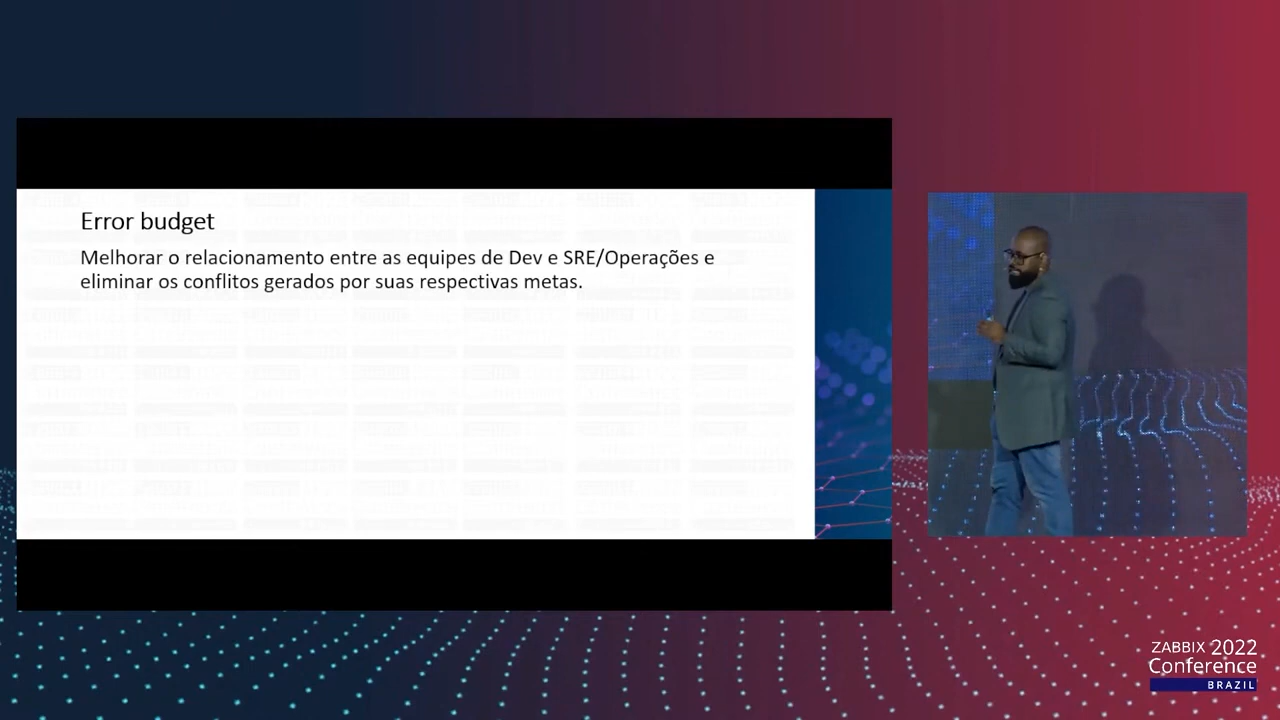 Error budget
Melhorar o relacionamento entre as equipes de Dev e SRE/Operações e
eliminar os conflitos gerados por suas respectivas metas.
ZABBIX 2022
Conference
BRAZIL